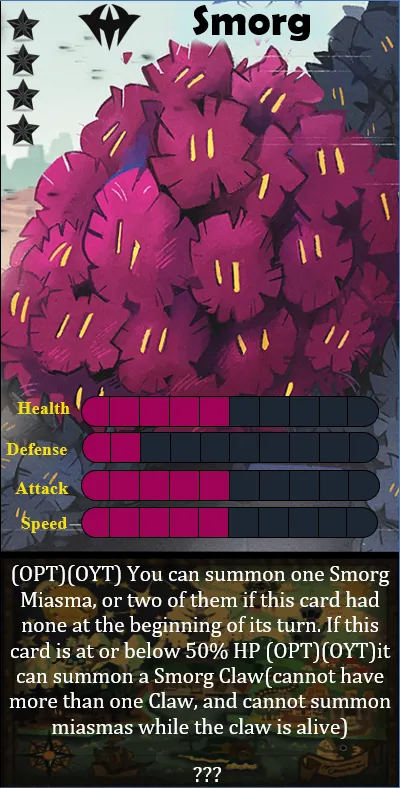 Smorg
Health
Defense
Attack
Speed
(OPT)(OYT) You can summon one Smorg
Miasma, or two of them if this card had
none at the beginning of its turn. If this
card is at or below 50% HP (OPT)(OYT)it
can summon a Smorg Claw(cannot have
more than one Claw, and cannot summon
miasmas while the claw is alive)
???